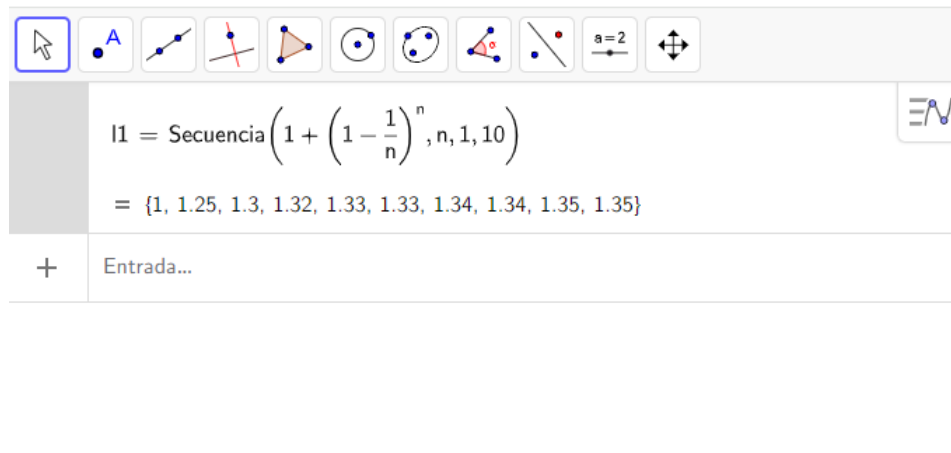 A
α
a=2
l1 = Secuencia(1 + (1 − 1/n)^n, n, 1, 10)
= {1, 1.25, 1.3, 1.32, 1.33, 1.33, 1.34, 1.34, 1.35, 1.35}
+ Entrada...